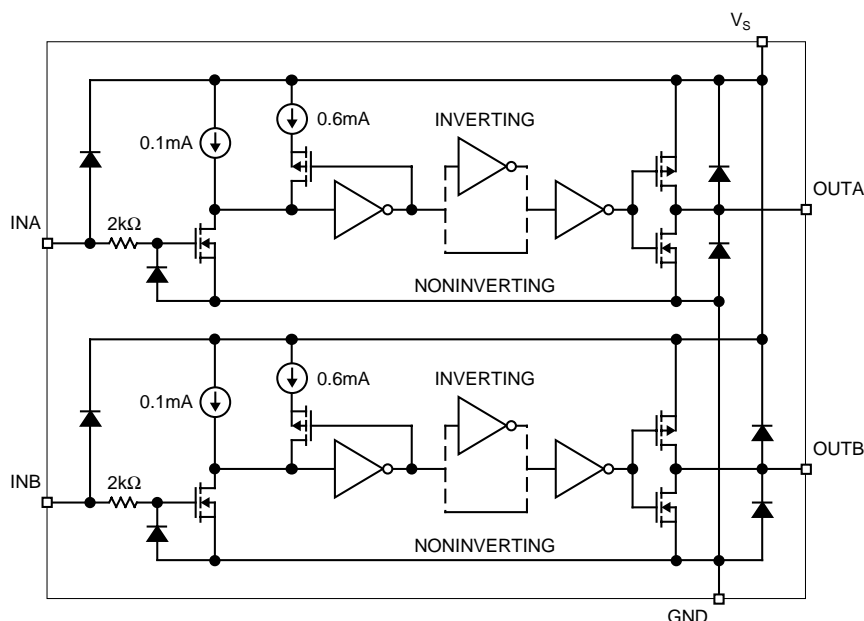 V_S
0.6mA
INVERTING
0.1mA
OUTA
INA
2kΩ
NONINVERTING
0.6mA
INVERTING
0.1mA
OUTB
INB
2kΩ
NONINVERTING
GND